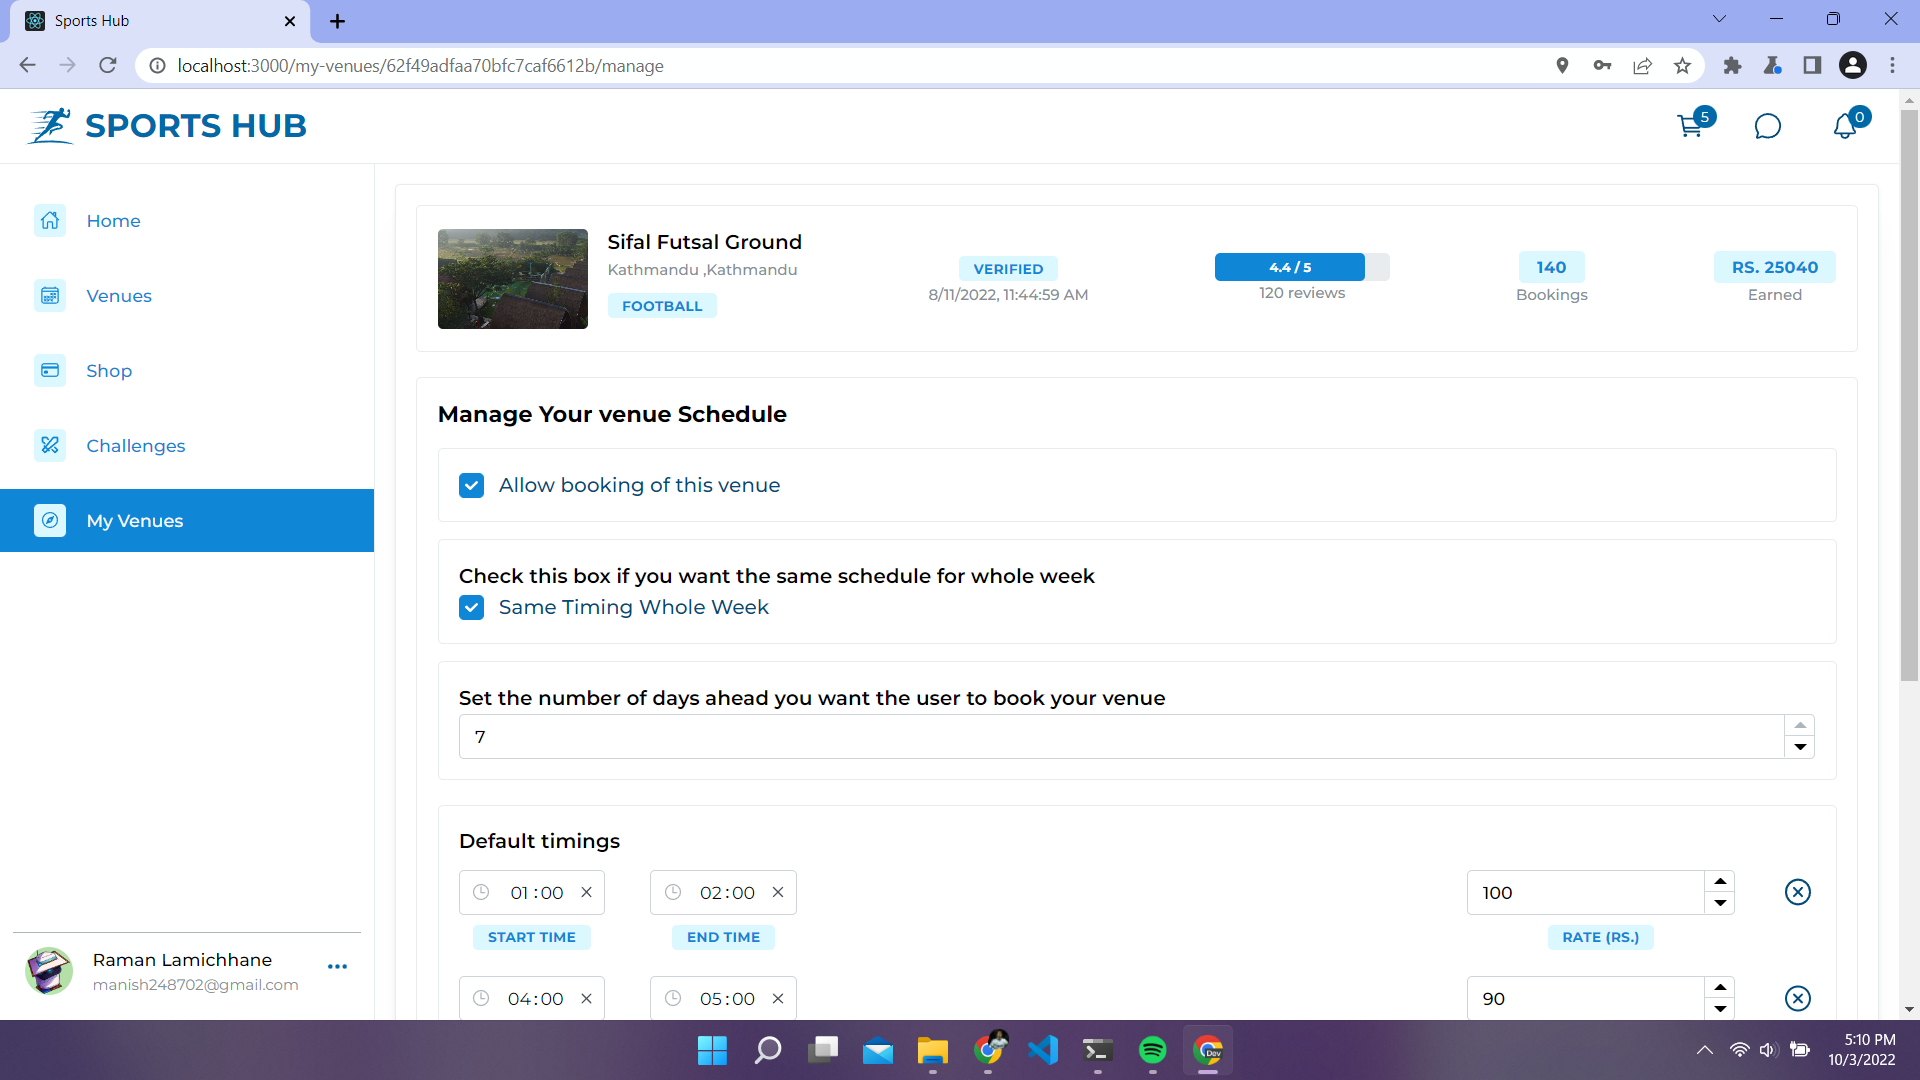 Sports Hub
localhost:3000/my-venues/62f49adfaa70bfc7caf6612b/manage
SPORTS HUB
5
0
Home
Venues
Shop
Challenges
My Venues
Raman Lamichhane
manish248702@gmail.com
Sifal Futsal Ground
Kathmandu ,Kathmandu
FOOTBALL
VERIFIED
8/11/2022, 11:44:59 AM
4.4 / 5
120 reviews
140
Bookings
RS. 25040
Earned
Manage Your venue Schedule
Allow booking of this venue
Check this box if you want the same schedule for whole week
Same Timing Whole Week
Set the number of days ahead you want the user to book your venue
7
Default timings
01:00 02:00 100
START TIME END TIME RATE (RS.)
04:00 05:00 90
Dev
5:10 PM
10/3/2022